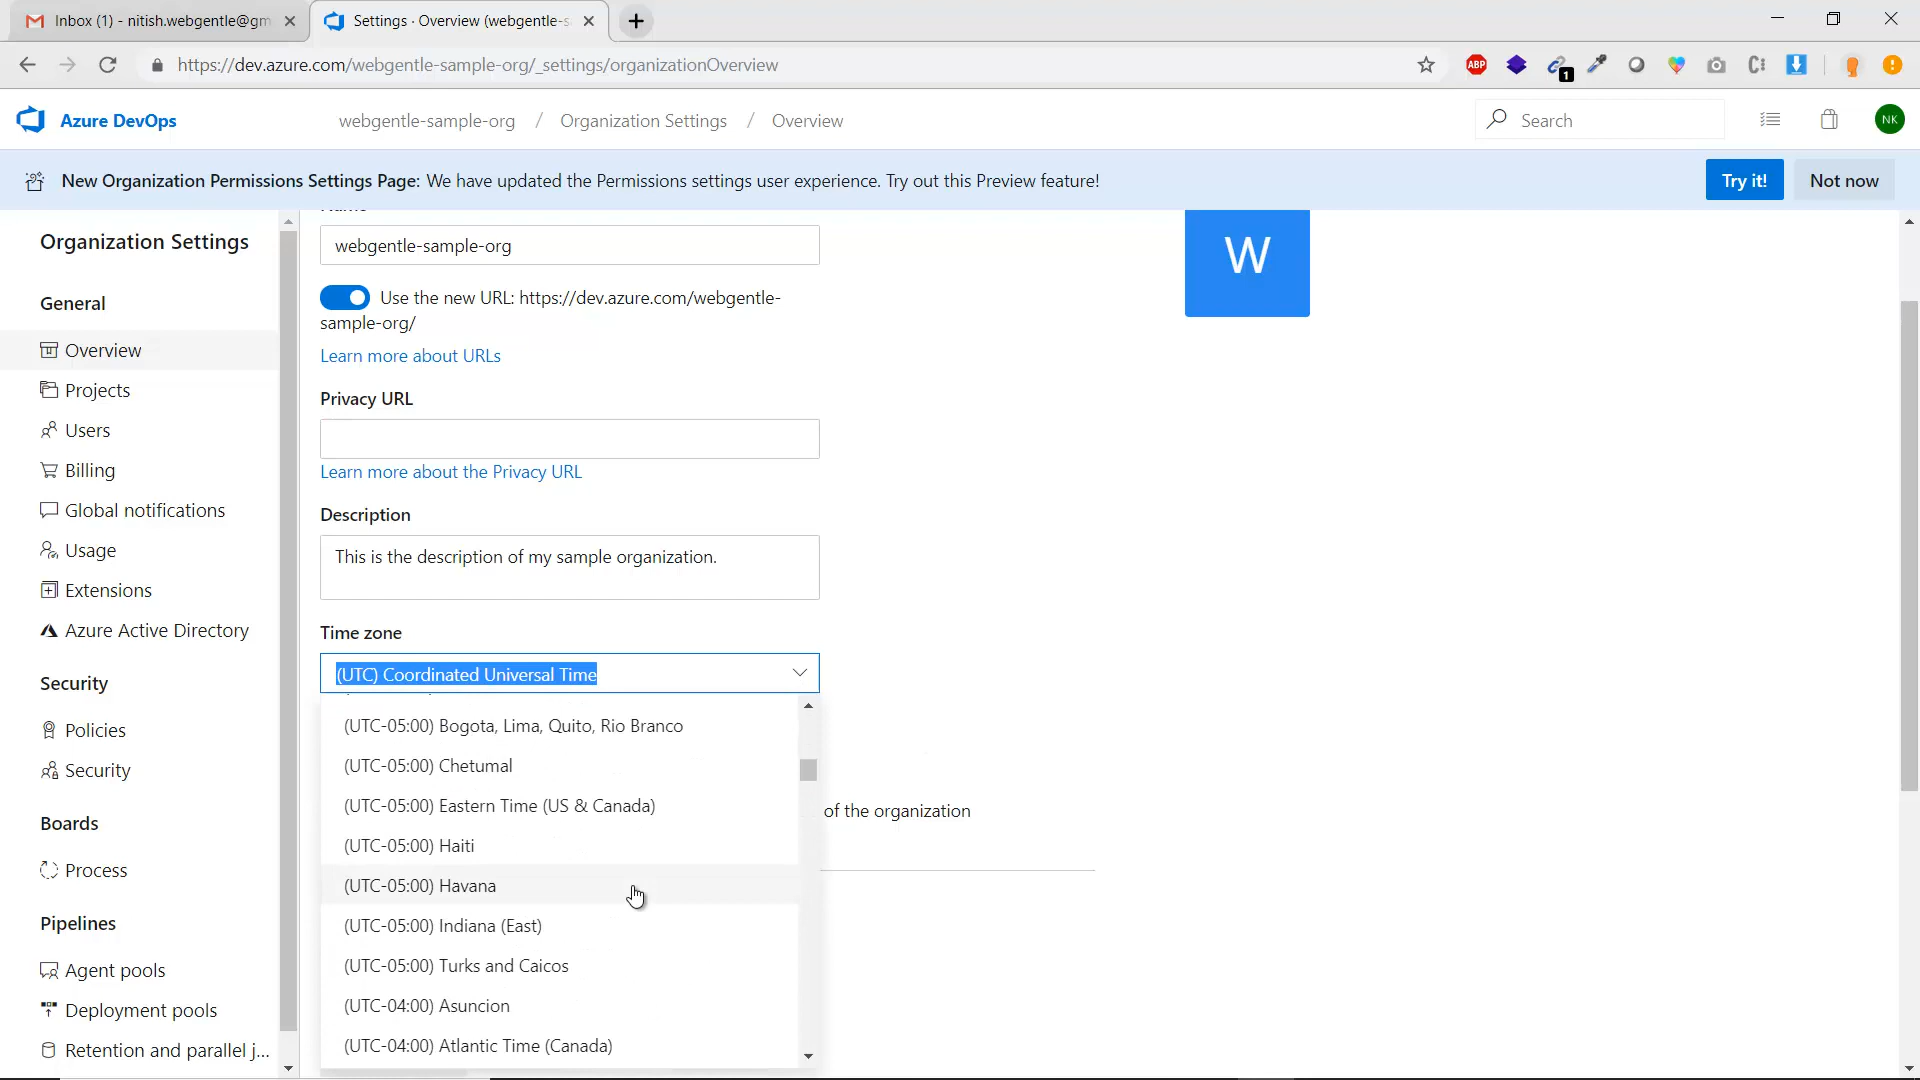 Inbox (1) - nitish.webgentle@gm
Settings · Overview (webgentle-s
https://dev.azure.com/webgentle-sample-org/_settings/organizationOverview
ABP
1
Azure DevOps
webgentle-sample-org / Organization Settings / Overview
Search
NK
New Organization Permissions Settings Page: We have updated the Permissions settings user experience. Try out this Preview feature!
Try it!
Not now
Organization Settings
General
Overview
Projects
Users
Billing
Global notifications
Usage
Extensions
Azure Active Directory
Security
Policies
Security
Boards
Process
Pipelines
Agent pools
Deployment pools
Retention and parallel j...
webgentle-sample-org
W
Use the new URL: https://dev.azure.com/webgentle-
sample-org/
Learn more about URLs
Privacy URL
Learn more about the Privacy URL
Description
This is the description of my sample organization.
Time zone
(UTC) Coordinated Universal Time
(UTC-05:00) Bogota, Lima, Quito, Rio Branco
(UTC-05:00) Chetumal
(UTC-05:00) Eastern Time (US & Canada)
of the organization
(UTC-05:00) Haiti
(UTC-05:00) Havana
(UTC-05:00) Indiana (East)
(UTC-05:00) Turks and Caicos
(UTC-04:00) Asuncion
(UTC-04:00) Atlantic Time (Canada)